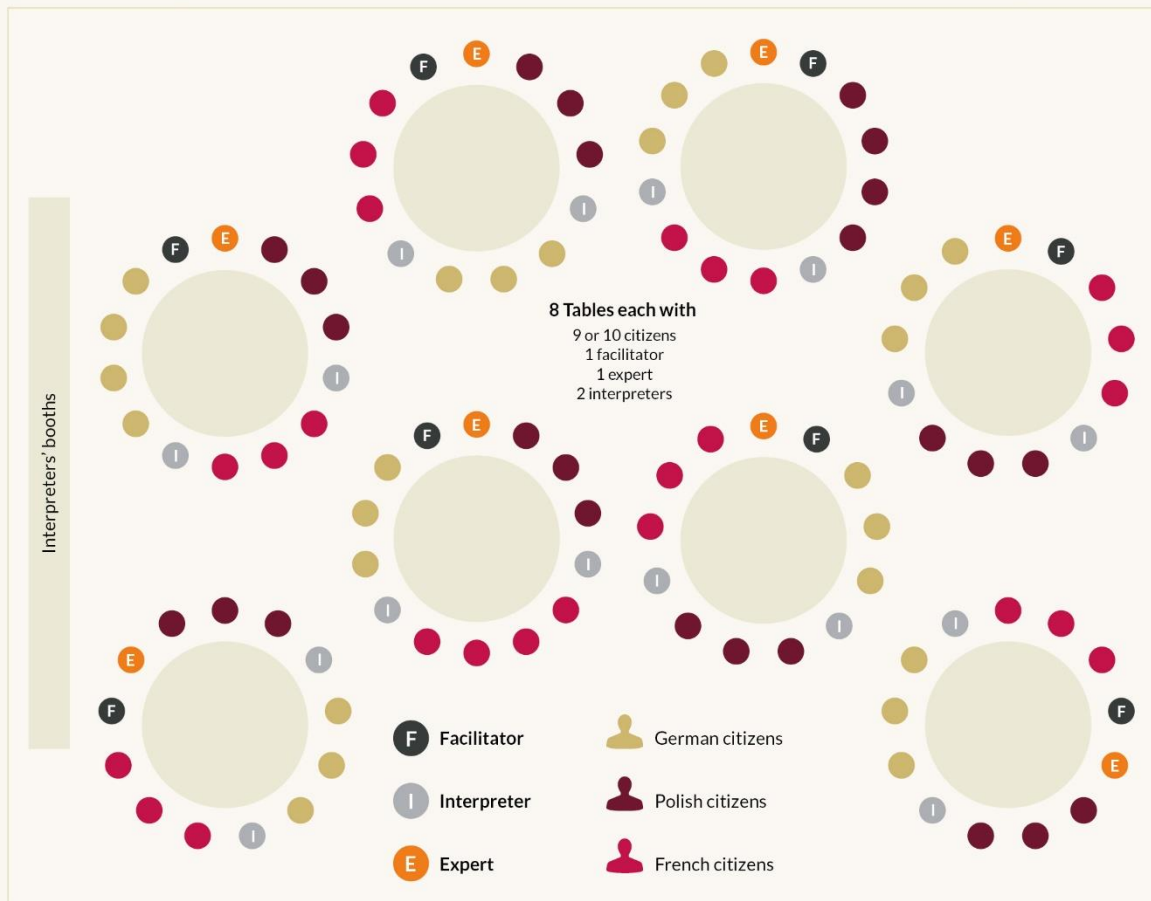 F
E
E
F
I
I
I
I
F
E
E
F
8 Tables each with
9 or 10 citizens
1 facilitator
1 expert
2 interpreters
I
I
I
I
Interpreters' booths
F
E
E
F
I
I
I
I
E
I
I
F
F
E
I
I
F Facilitator
German citizens
I Interpreter
Polish citizens
E Expert
French citizens